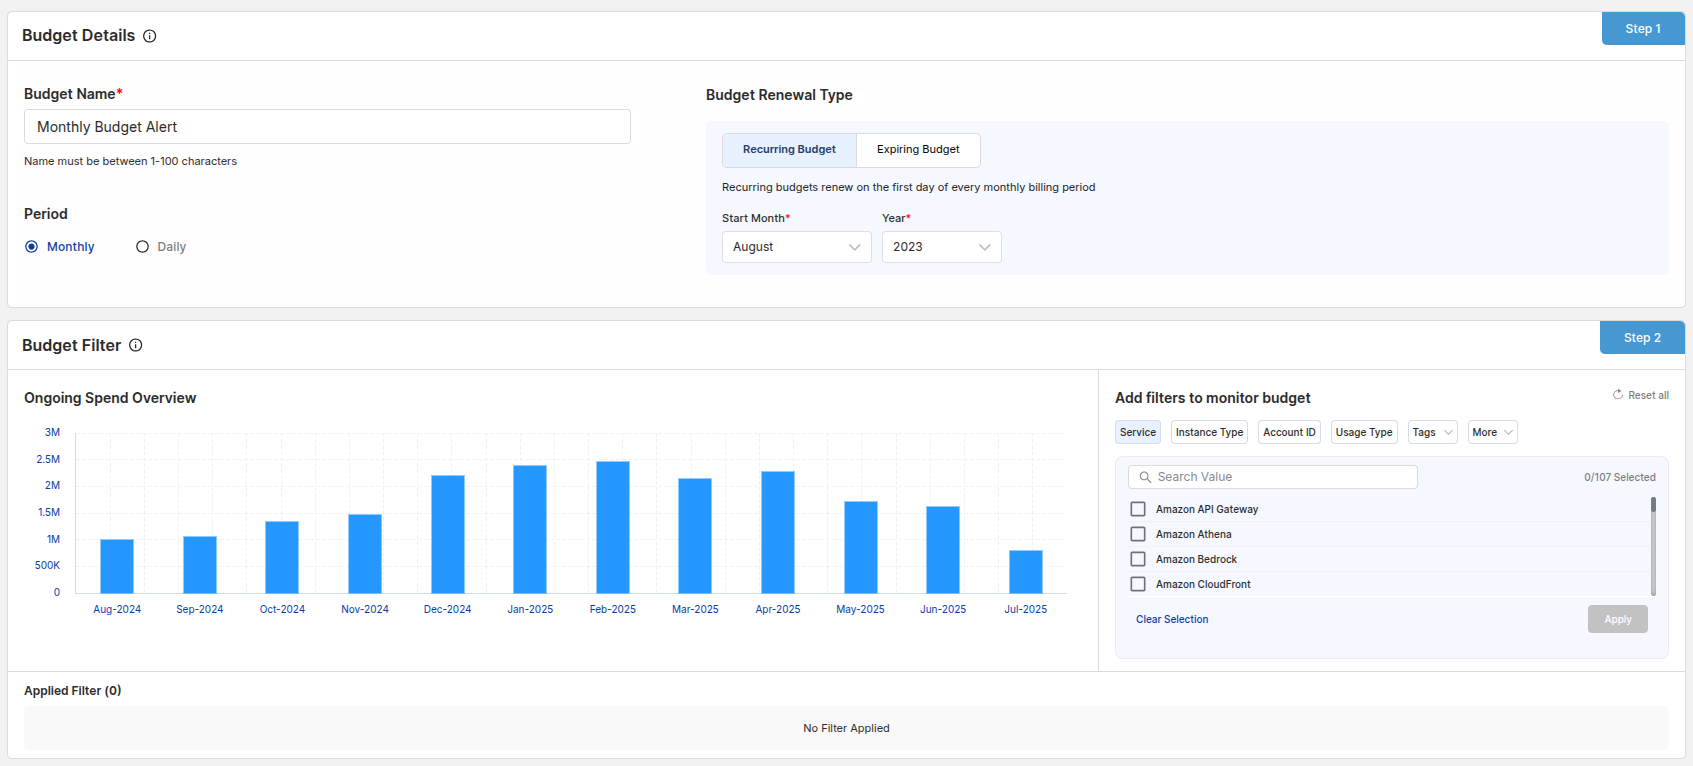 Budget Details
Step 1
Budget Name*
Monthly Budget Alert
Name must be between 1-100 characters
Period
Monthly
Daily
Budget Renewal Type
Recurring Budget
Expiring Budget
Recurring budgets renew on the first day of every monthly billing period
Start Month*
Year*
August
2023
Budget Filter
Step 2
Ongoing Spend Overview
3M
2.5M
2M
1.5M
1M
500K
0
Aug-2024
Sep-2024
Oct-2024
Nov-2024
Dec-2024
Jan-2025
Feb-2025
Mar-2025
Apr-2025
May-2025
Jun-2025
Jul-2025
Add filters to monitor budget
Reset all
Service
Instance Type
Account ID
Usage Type
Tags
More
Search Value
0/107 Selected
Amazon API Gateway
Amazon Athena
Amazon Bedrock
Amazon CloudFront
Clear Selection
Apply
Applied Filter (0)
No Filter Applied